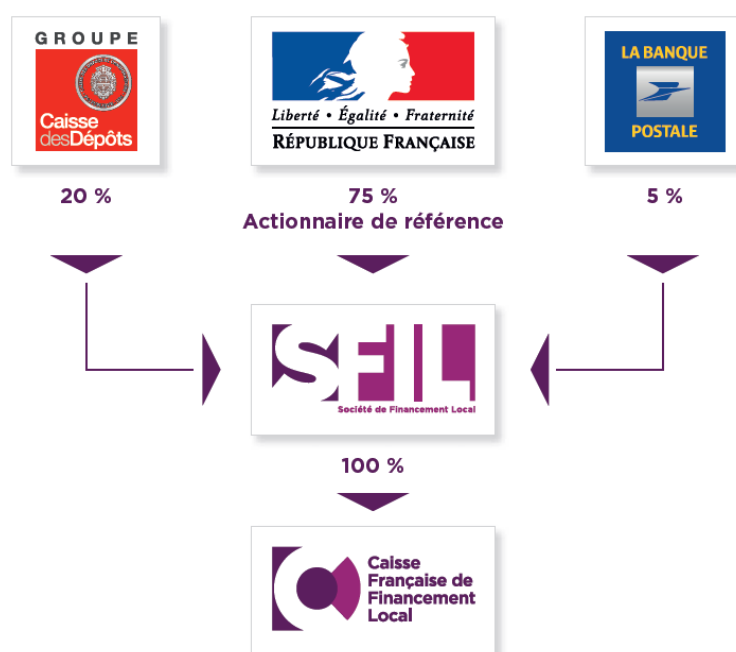 GROUPE
Caisse
desDépôts
Liberté • Égalité • Fraternité
RÉPUBLIQUE FRANÇAISE
LA BANQUE
POSTALE
20 %
75 %
Actionnaire de référence
5 %
SFIL
Société de Financement Local
100 %
Caisse
Française de
Financement
Local